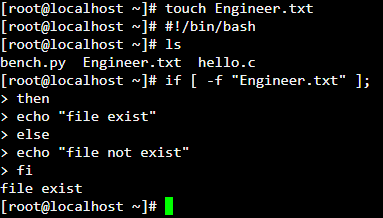 [root@localhost ~]# touch Engineer.txt
[root@localhost ~]# #!/bin/bash
[root@localhost ~]# ls
bench.py  Engineer.txt  hello.c
[root@localhost ~]# if [ -f "Engineer.txt" ];
> then
> echo "file exist"
> else
> echo "file not exist"
> fi
file exist
[root@localhost ~]#